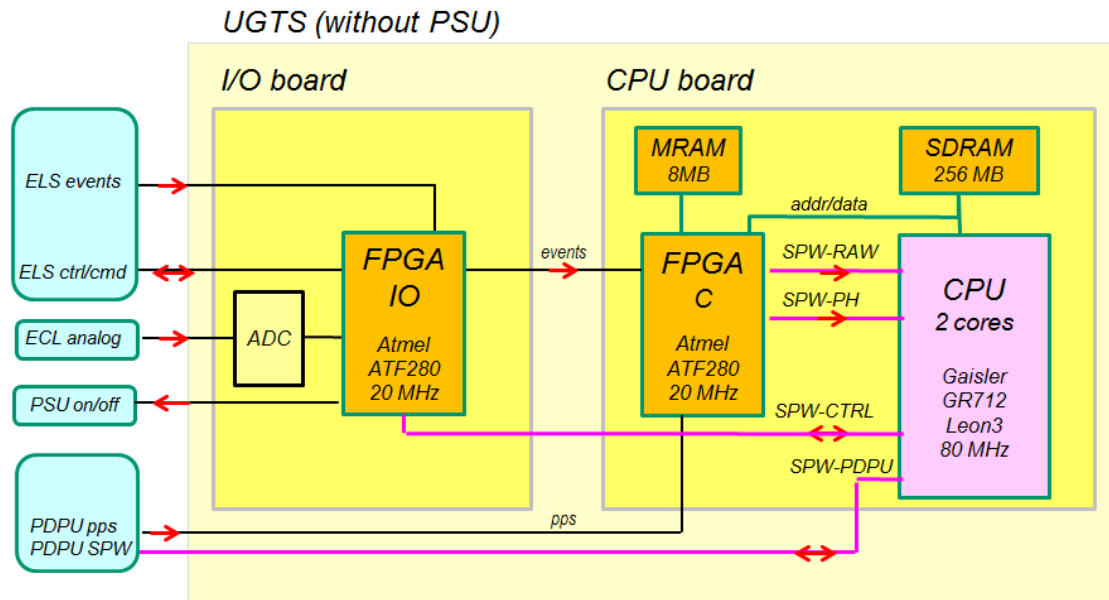 UGTS (without PSU)
I/O board
CPU board
ELS events
ELS ctrl/cmd
ECL analog
PSU on/off
PDPU pps
PDPU SPW
ADC
FPGA
IO
Atmel
ATF280
20 MHz
events
pps
MRAM
8MB
SDRAM
256 MB
addr/data
FPGA
C
Atmel
ATF280
20 MHz
SPW-RAW
SPW-PH
SPW-CTRL
SPW-PDPU
CPU
2 cores
Gaisler
GR712
Leon3
80 MHz